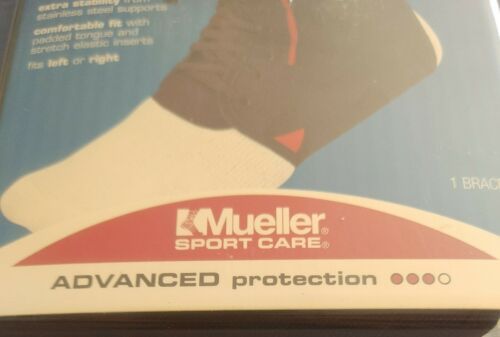 extra stability from
stainless steel supports
comfortable fit with
padded tongue and
stretch elastic inserts
fits left or right
1 BRAC
Mueller®
SPORT CARE®
ADVANCED protection